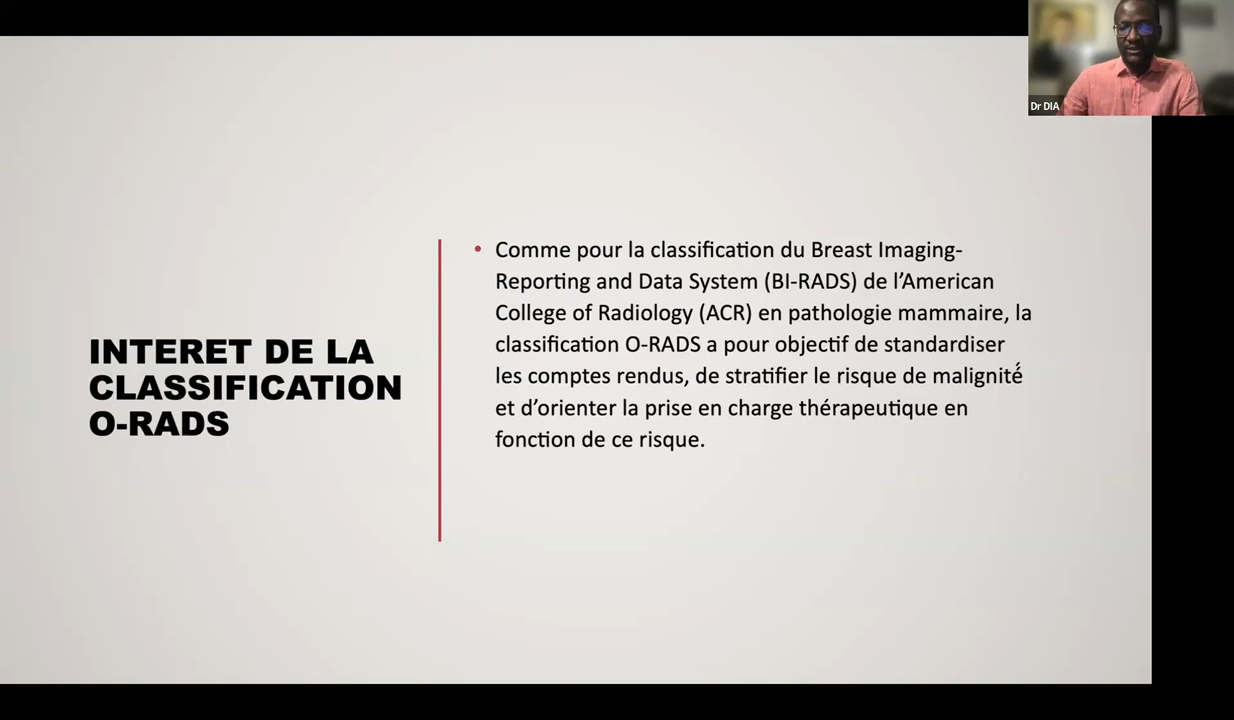 Dr DIA
INTERET DE LA
CLASSIFICATION
O-RADS
• Comme pour la classification du Breast Imaging-
Reporting and Data System (BI-RADS) de l’American
College of Radiology (ACR) en pathologie mammaire, la
classification O-RADS a pour objectif de standardiser
les comptes rendus, de stratifier le risque de malignité
et d’orienter la prise en charge thérapeutique en
fonction de ce risque.